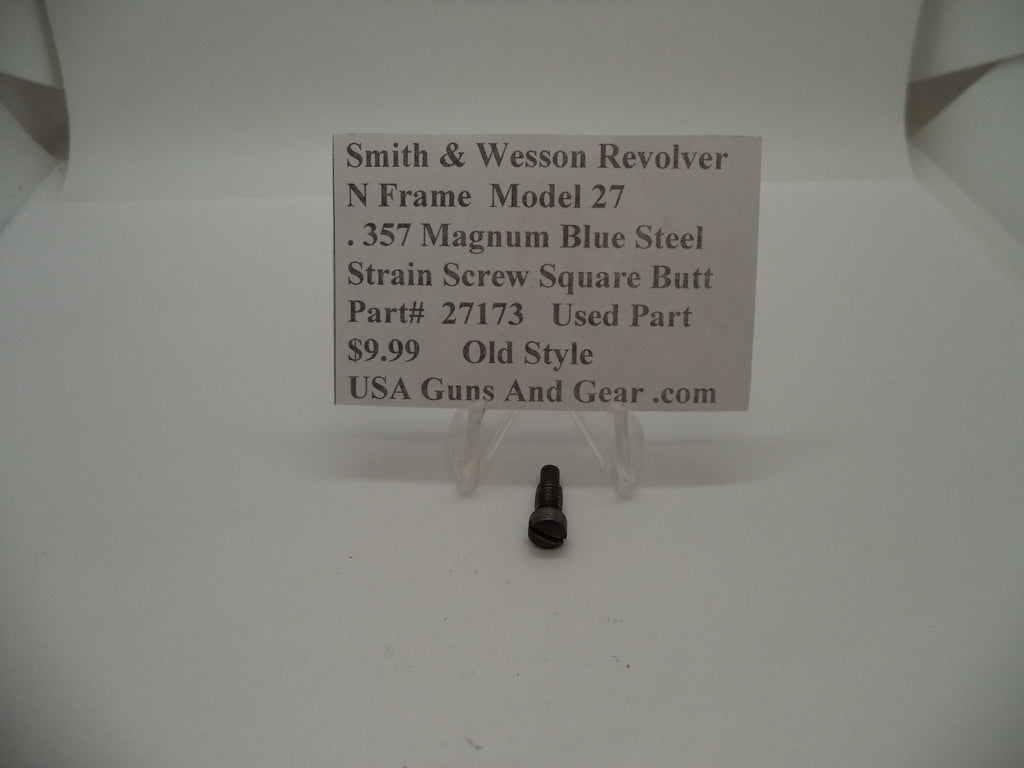 Smith & Wesson Revolver
N Frame Model 27
. 357 Magnum Blue Steel
Strain Screw Square Butt
Part# 27173 Used Part
$9.99 Old Style
USA Guns And Gear .com